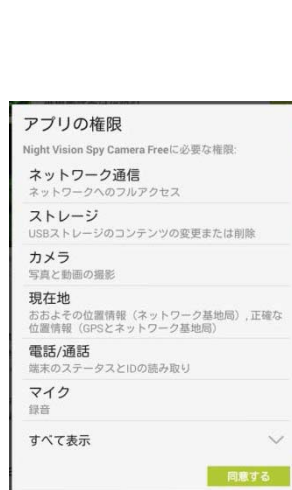 アプリの権限
Night Vision Spy Camera Freeに必要な権限:
ネットワーク通信
ネットワークへのフルアクセス
ストレージ
USBストレージのコンテンツの変更または削除
カメラ
写真と動画の撮影
現在地
おおよその位置情報（ネットワーク基地局）, 正確な
位置情報（GPSとネットワーク基地局）
電話/通話
端末のステータスとIDの読み取り
マイク
録音
すべて表示
同意する